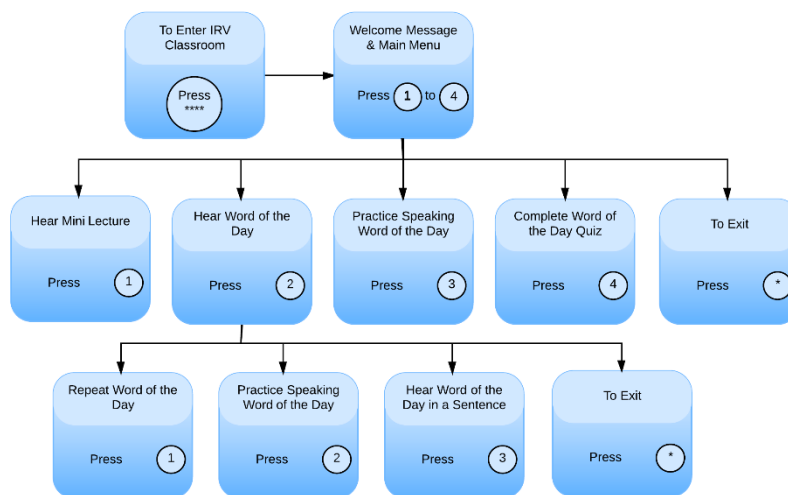 To Enter IRV
Classroom
Press
****
Welcome Message
& Main Menu
Press 1 to 4
Hear Mini Lecture
Press 1
Hear Word of the
Day
Press 2
Practice Speaking
Word of the Day
Press 3
Complete Word of
the Day Quiz
Press 4
To Exit
Press *
Repeat Word of the
Day
Press 1
Practice Speaking
Word of the Day
Press 2
Hear Word of the
Day in a Sentence
Press 3
To Exit
Press *